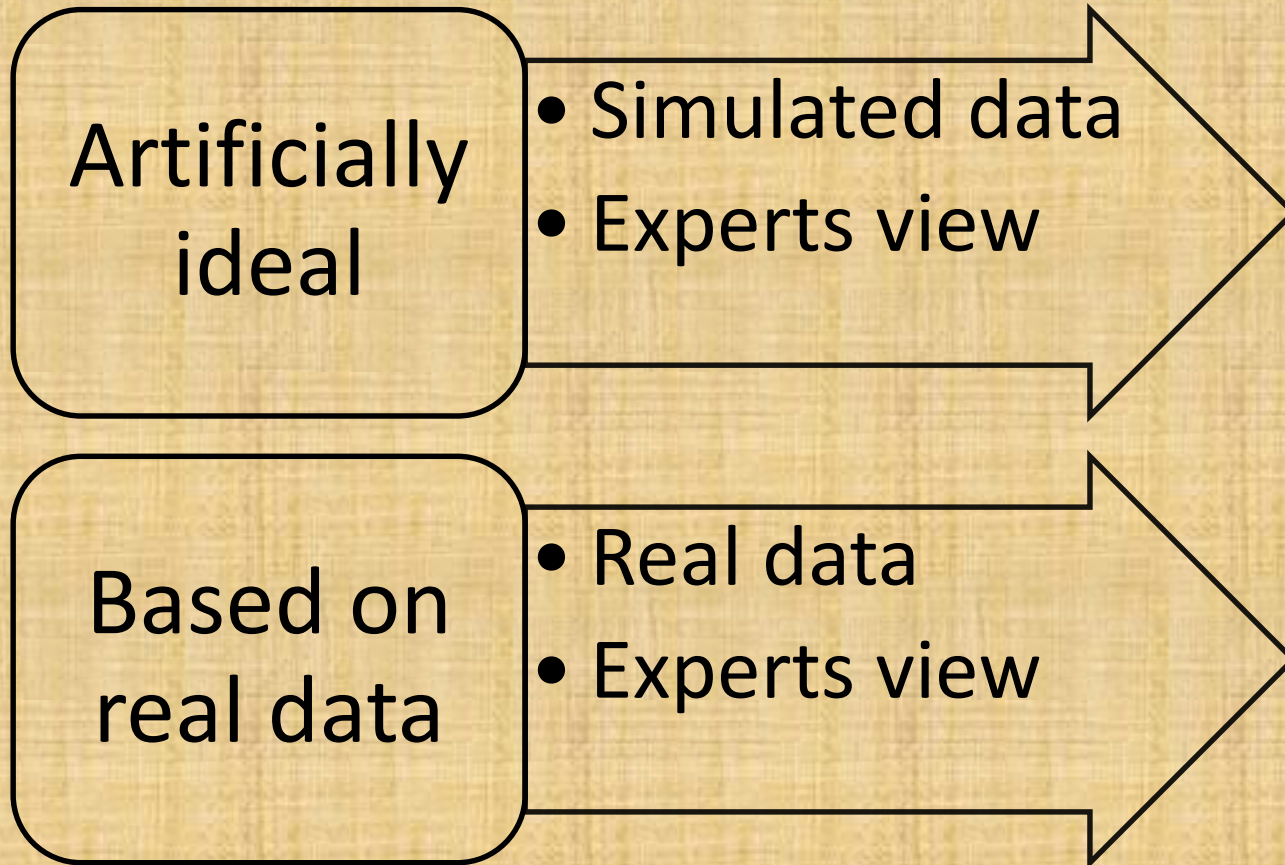 Artificially
ideal
• Simulated data
• Experts view
Based on
real data
• Real data
• Experts view